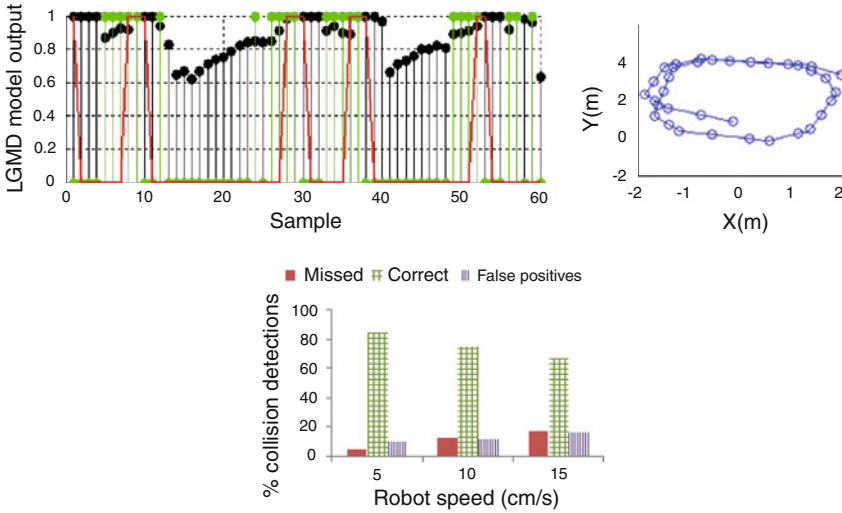 LGMD model output
1
0.8
0.6
0.4
0.2
0
0 10 20 30 40 50 60
Sample
Y(m)
4
2
0
-2
-2 -1 0 1 2
X(m)
Missed Correct False positives
% collision detections
100
80
60
40
20
0
5 10 15
Robot speed (cm/s)